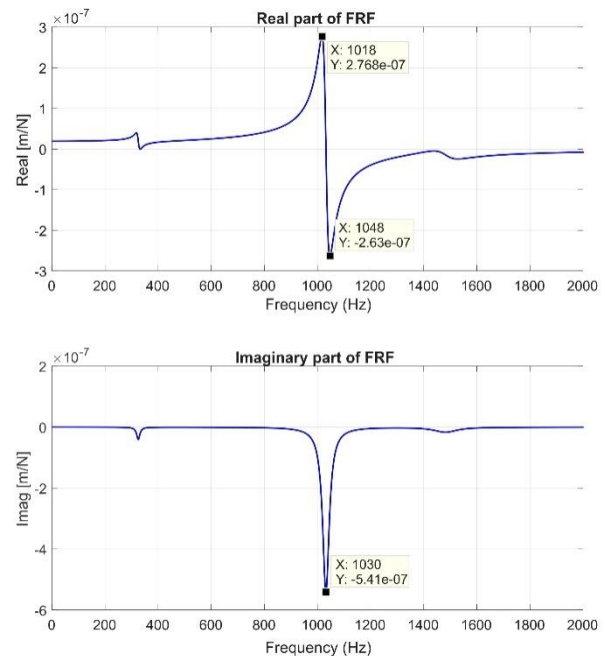 Real part of FRF
×10⁻⁷
3
2
1
0
-1
-2
-3
Real [m/N]
X: 1018
Y: 2.768e-07
X: 1048
Y: -2.63e-07
0 200 400 600 800 1000 1200 1400 1600 1800 2000
Frequency (Hz)
Imaginary part of FRF
×10⁻⁷
2
0
-2
-4
-6
Imag [m/N]
X: 1030
Y: -5.41e-07
0 200 400 600 800 1000 1200 1400 1600 1800 2000
Frequency (Hz)